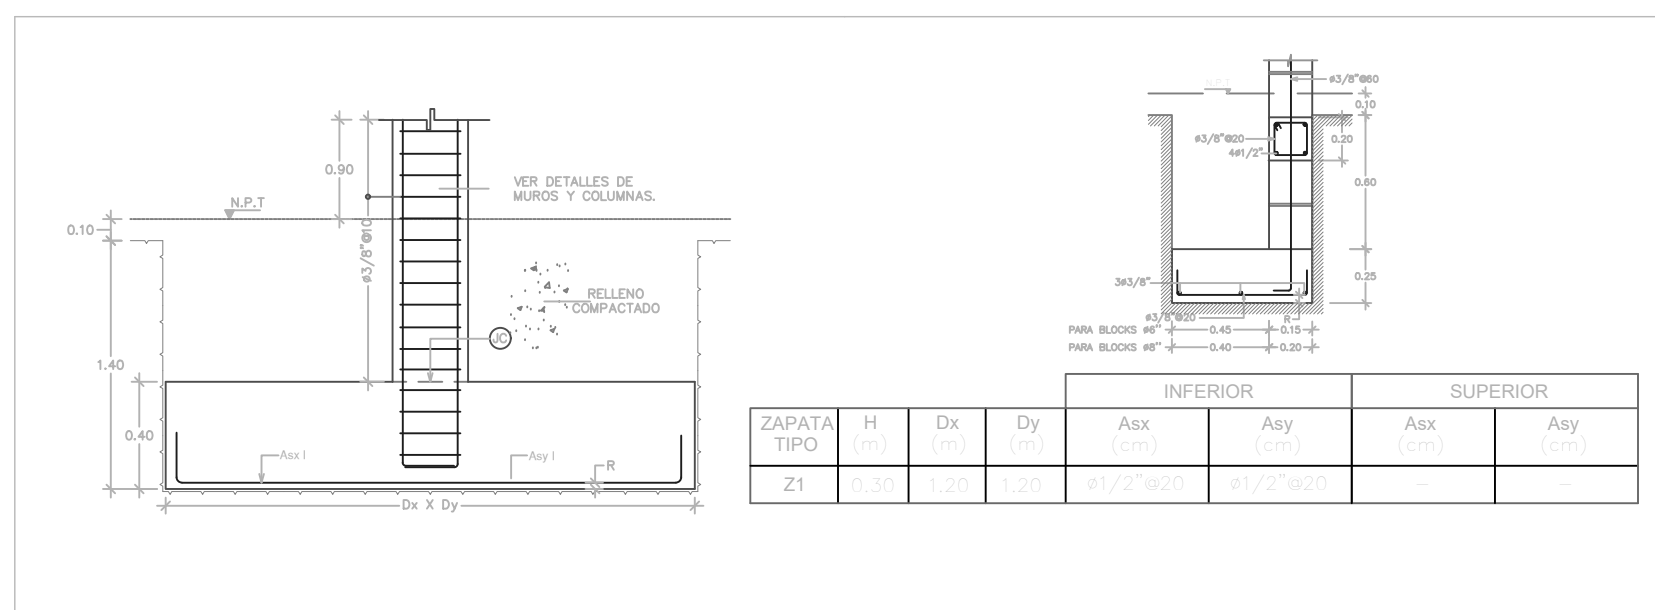 0.90
VER DETALLES DE
MUROS Y COLUMNAS.
N.P.T
0.10
ø3/8"@10
RELLENO
COMPACTADO
JC
1.40
0.40
Asx I
Asy I
R
Dx X Dy
ø3/8"@60
N.P.T
0.10
ø3/8"@20
0.20
4ø1/2"
0.60
0.25
3ø3/8"
ø3/8"@20
R
PARA BLOCKS ø6" 0.45 0.15
PARA BLOCKS ø8" 0.40 0.20
INFERIOR SUPERIOR
ZAPATA H Dx Dy Asx Asy Asx Asy
TIPO (m) (m) (m) (cm) (cm) (cm) (cm)
Z1 0.30 1.20 1.20 ø1/2"@20 ø1/2"@20 – –